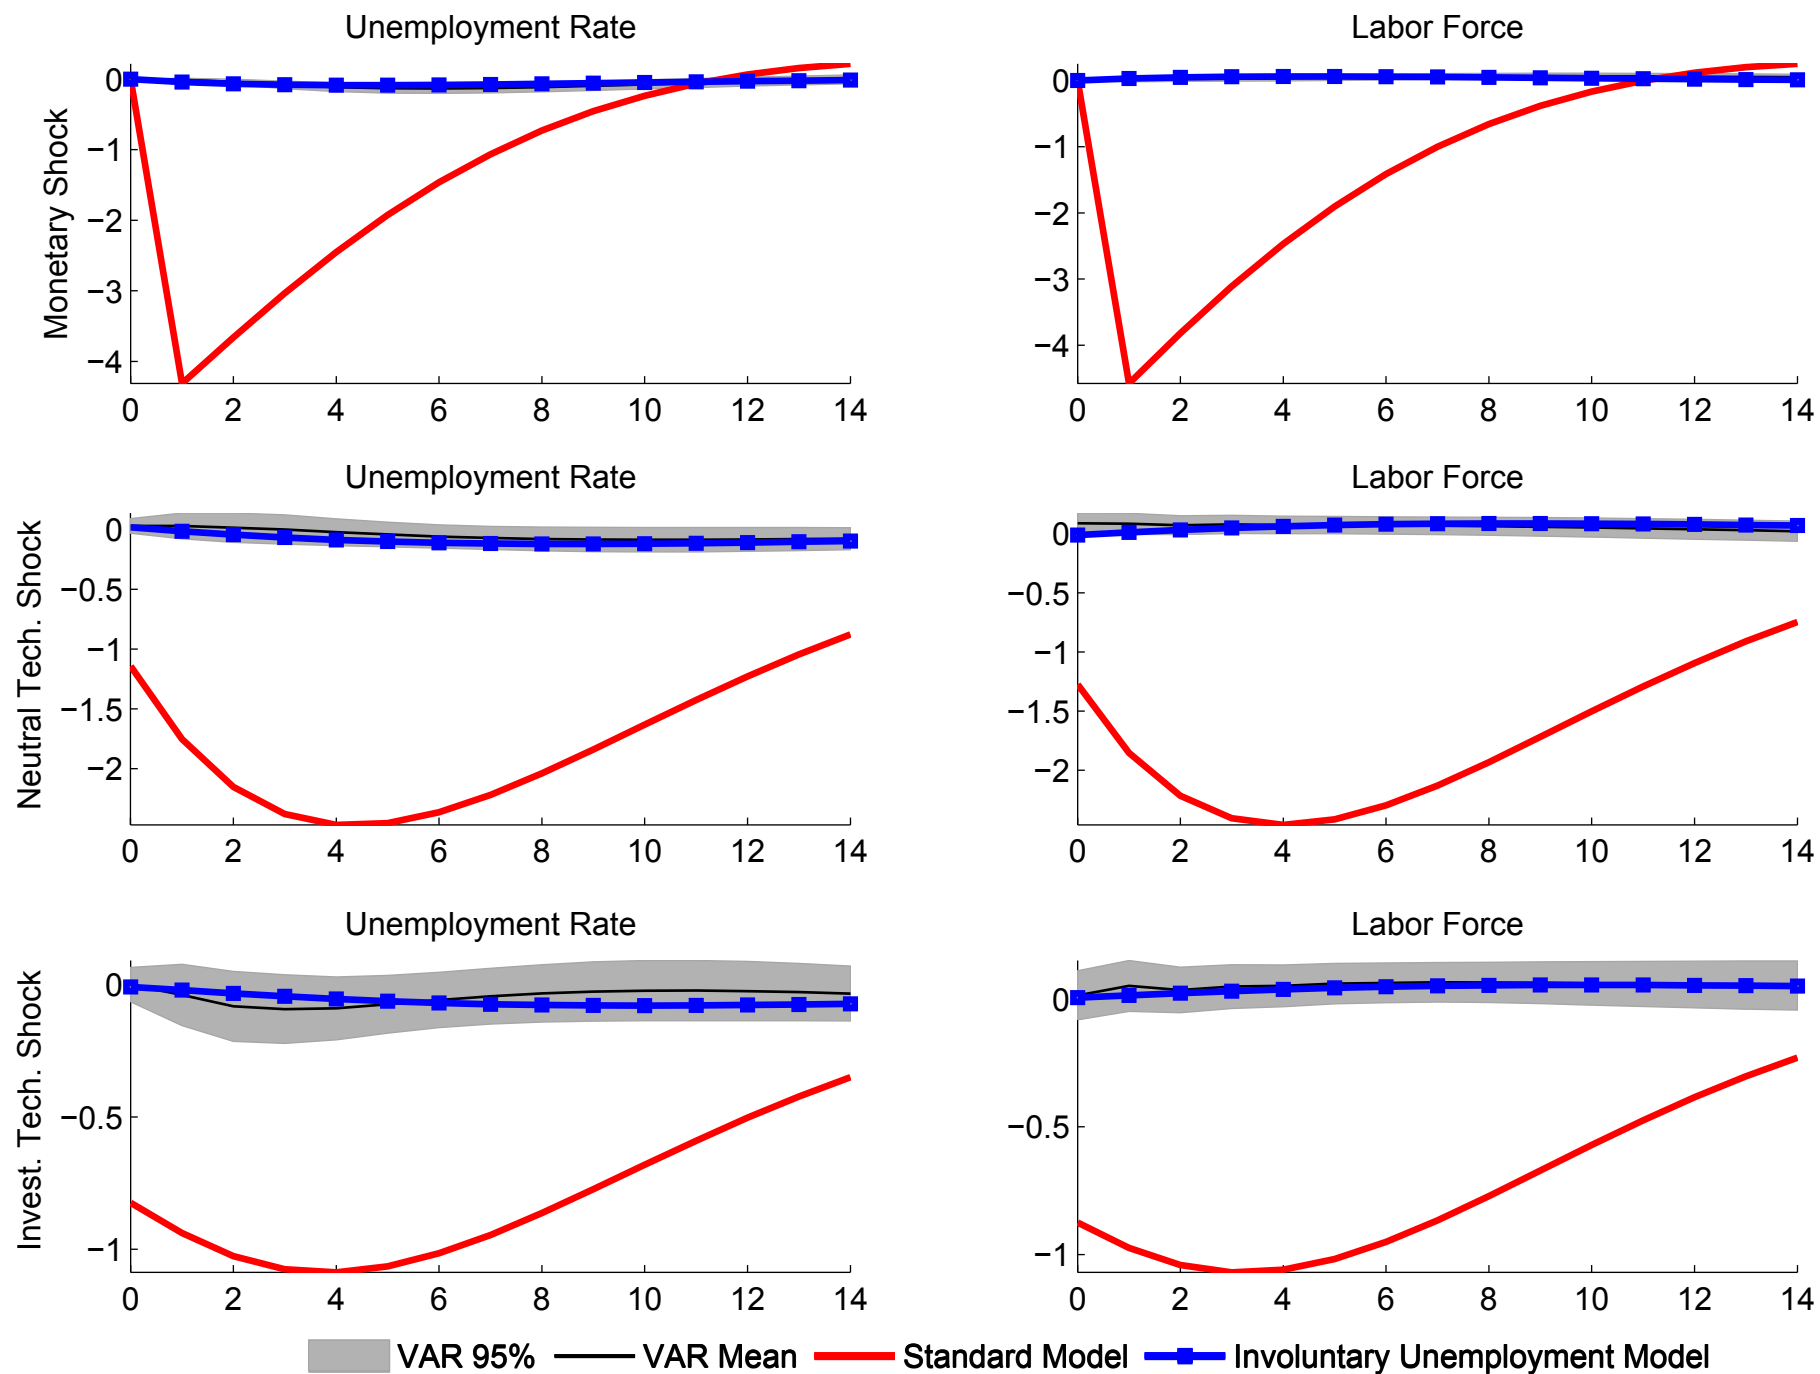 Unemployment Rate
Labor Force
Monetary Shock
0
−1
−2
−3
−4
0 2 4 6 8 10 12 14
0
−1
−2
−3
−4
0 2 4 6 8 10 12 14
Unemployment Rate
Labor Force
Neutral Tech. Shock
0
−0.5
−1
−1.5
−2
0 2 4 6 8 10 12 14
0
−0.5
−1
−1.5
−2
0 2 4 6 8 10 12 14
Unemployment Rate
Labor Force
Invest. Tech. Shock
0
−0.5
−1
0 2 4 6 8 10 12 14
0
−0.5
−1
0 2 4 6 8 10 12 14
VAR 95% VAR Mean Standard Model Involuntary Unemployment Model